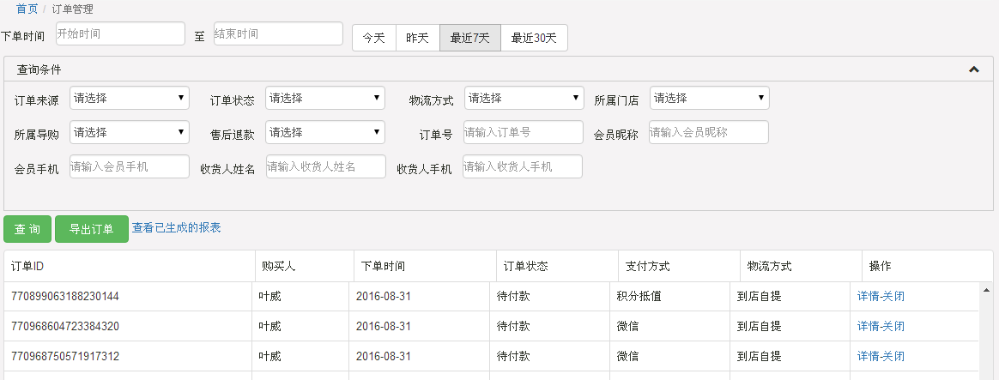 首页 / 订单管理
下单时间 开始时间 至 结束时间 今天 昨天 最近7天 最近30天
查询条件
订单来源 请选择 订单状态 请选择 物流方式 请选择 所属门店 请选择
所属导购 请选择 售后退款 请选择 订单号 请输入订单号 会员昵称 请输入会员昵称
会员手机 请输入会员手机 收货人姓名 请输入收货人姓名 收货人手机 请输入收货人手机
查 询 导出订单 查看已生成的报表
订单ID 购买人 下单时间 订单状态 支付方式 物流方式 操作
770899063188230144 叶威 2016-08-31 待付款 积分抵值 到店自提 详情-关闭
770968604723384320 叶威 2016-08-31 待付款 微信 到店自提 详情-关闭
770968750571917312 叶威 2016-08-31 待付款 微信 到店自提 详情-关闭